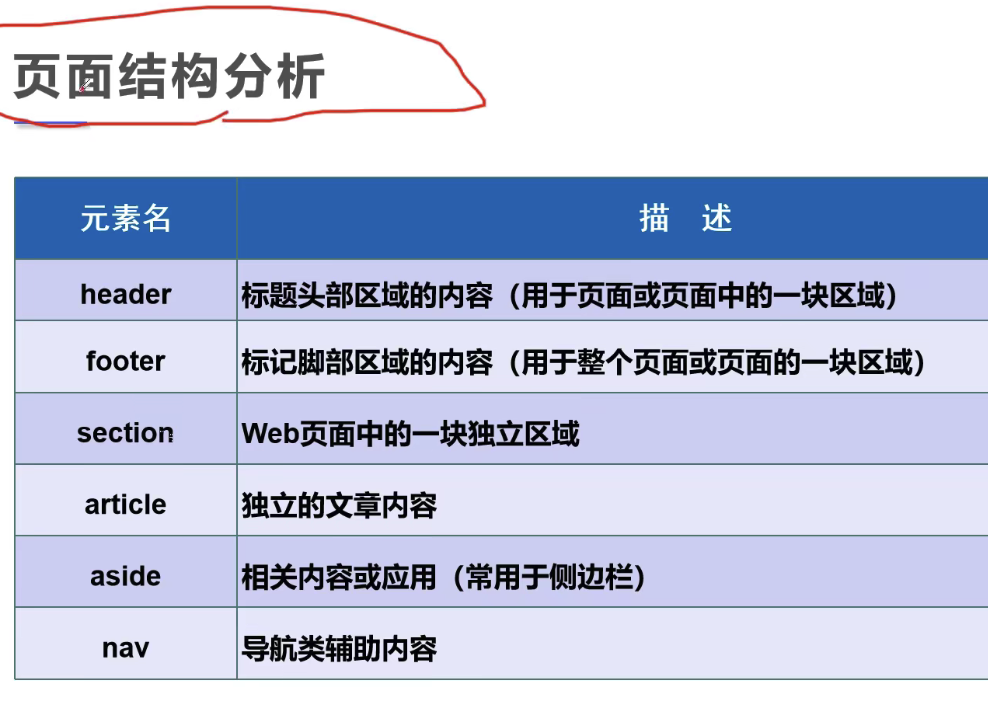 页面结构分析
元素名 描 述
header 标题头部区域的内容（用于页面或页面中的一块区域）
footer 标记脚部区域的内容（用于整个页面或页面的一块区域）
section Web页面中的一块独立区域
article 独立的文章内容
aside 相关内容或应用（常用于侧边栏）
nav 导航类辅助内容